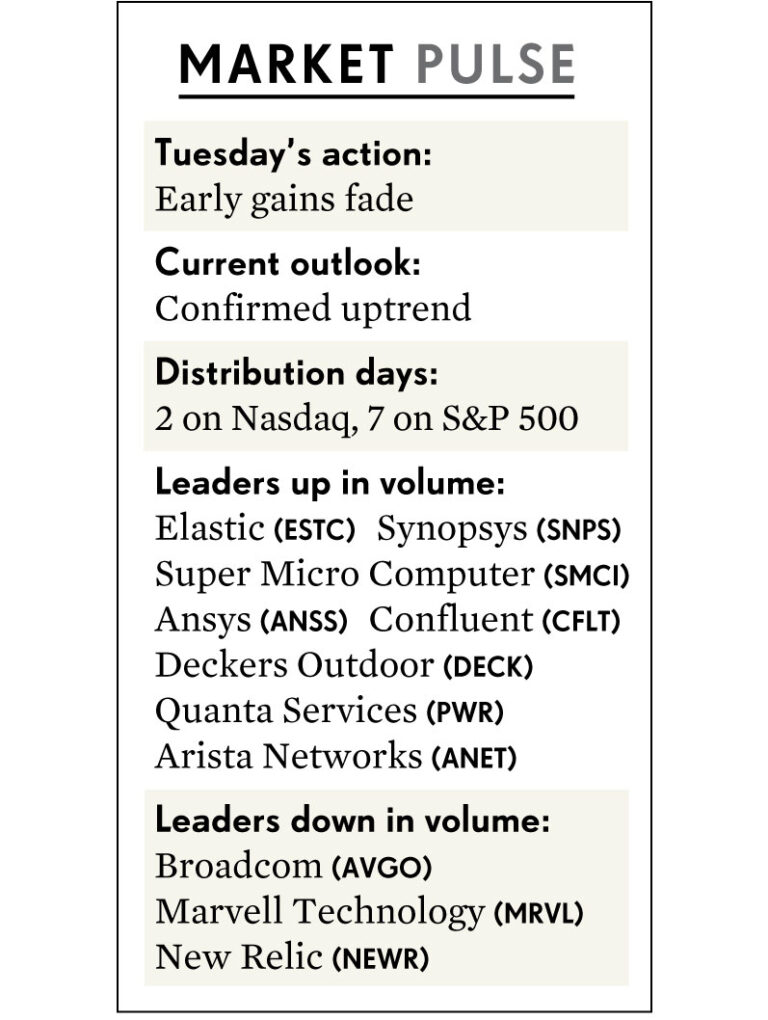 MARKET PULSE
Tuesday’s action:
Early gains fade
Current outlook:
Confirmed uptrend
Distribution days:
2 on Nasdaq, 7 on S&P 500
Leaders up in volume:
Elastic (ESTC) Synopsys (SNPS)
Super Micro Computer (SMCI)
Ansys (ANSS) Confluent (CFLT)
Deckers Outdoor (DECK)
Quanta Services (PWR)
Arista Networks (ANET)
Leaders down in volume:
Broadcom (AVGO)
Marvell Technology (MRVL)
New Relic (NEWR)